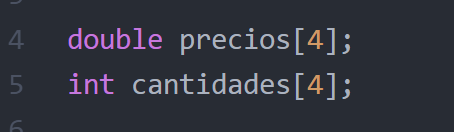 4 double precios[4];
5 int cantidades[4];